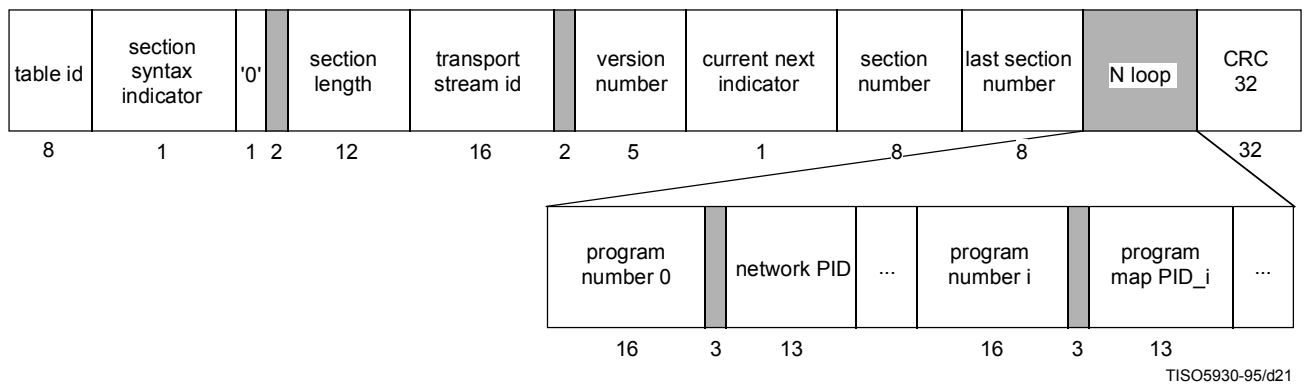 table id
section
syntax
indicator
'0'
section
length
transport
stream id
version
number
current next
indicator
section
number
last section
number
N loop
CRC
32
8
1
1
2
12
16
2
5
1
8
8
32
program
number 0
network PID
...
program
number i
program
map PID_i
...
16
3
13
16
3
13
TISO5930-95/d21